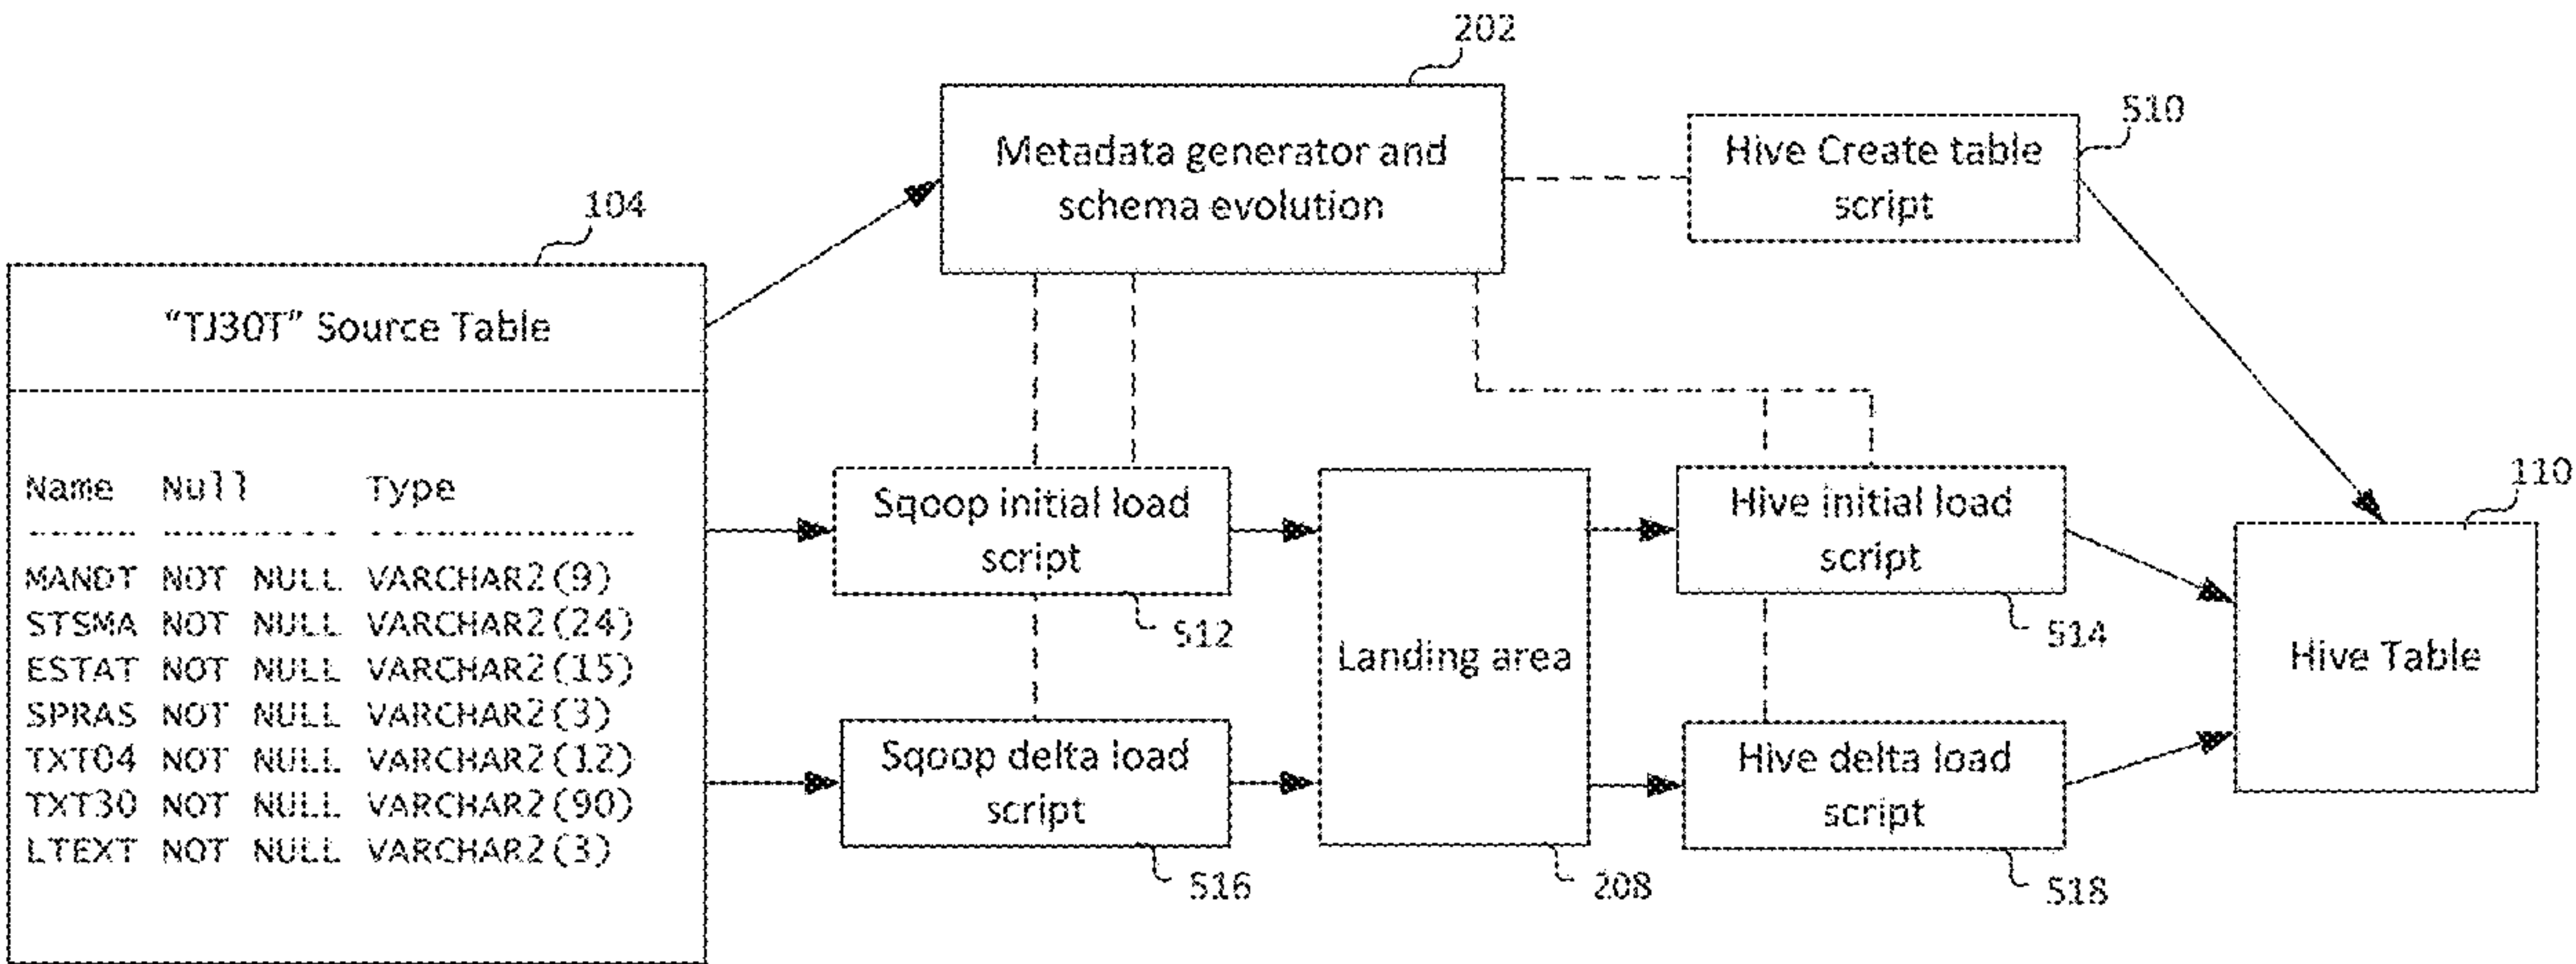 202
Metadata generator and
schema evolution
510
Hive Create table
script
104
"TJ30T" Source Table
Name Null Type
------ ---------- ---------------
MANDT NOT NULL VARCHAR2(9)
STSMA NOT NULL VARCHAR2(24)
ESTAT NOT NULL VARCHAR2(15)
SPRAS NOT NULL VARCHAR2(3)
TXT04 NOT NULL VARCHAR2(12)
TXT30 NOT NULL VARCHAR2(90)
LTEXT NOT NULL VARCHAR2(3)
Sqoop initial load
script
512
Sqoop delta load
script
516
Landing area
208
Hive initial load
script
514
Hive delta load
script
518
110
Hive Table